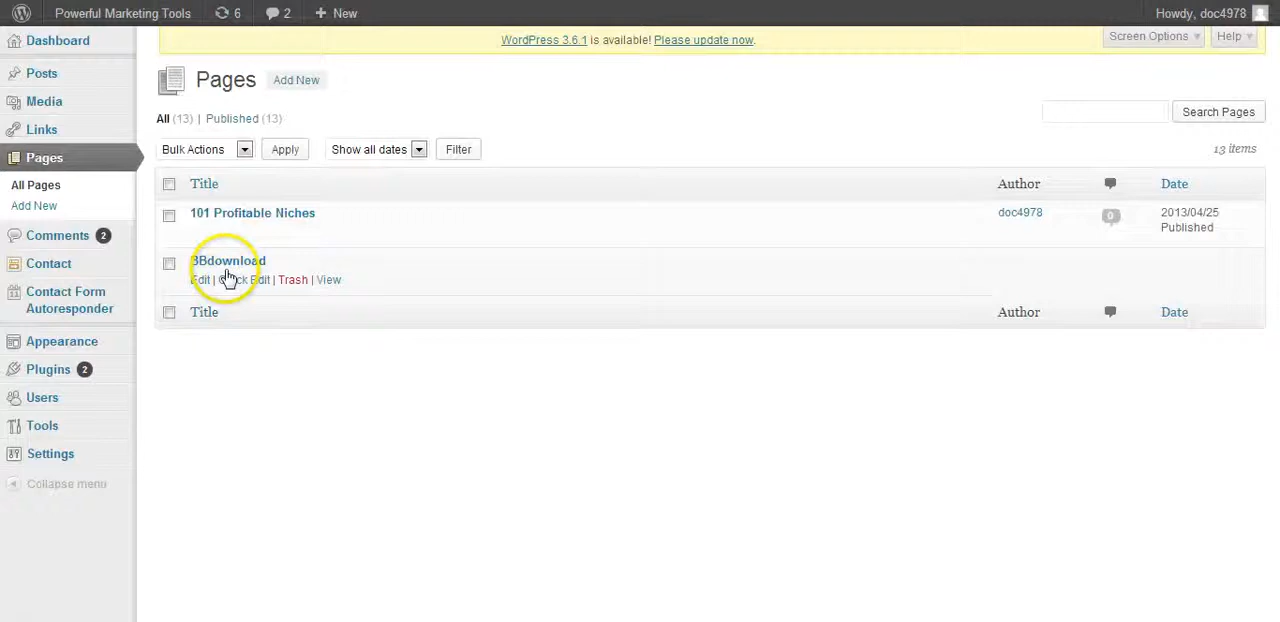 Powerful Marketing Tools 6 2 + New Howdy, doc4978
WordPress 3.6.1 is available! Please update now.
Screen Options Help
Dashboard
Posts
Media
Links
Pages
All Pages
Add New
Comments 2
Contact
Contact Form
Autoresponder
Appearance
Plugins 2
Users
Tools
Settings
Collapse menu
Pages Add New
All (13) | Published (13)
Search Pages
Bulk Actions Apply Show all dates Filter 13 items
Title Author Date
101 Profitable Niches doc4978 0 2013/04/25
Published
BBdownload
Edit | Quick Edit | Trash | View
Title Author Date